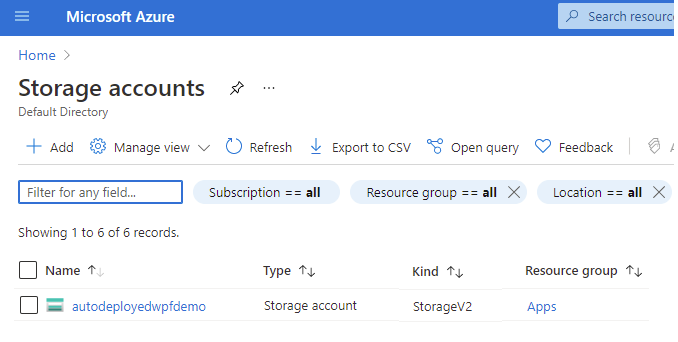 Microsoft Azure
Search resourc
Home
Storage accounts
Default Directory
Add Manage view Refresh Export to CSV Open query Feedback A
Filter for any field... Subscription == all Resource group == all Location == all
Showing 1 to 6 of 6 records.
Name Type Kind Resource group
autodeployedwpfdemo Storage account StorageV2 Apps